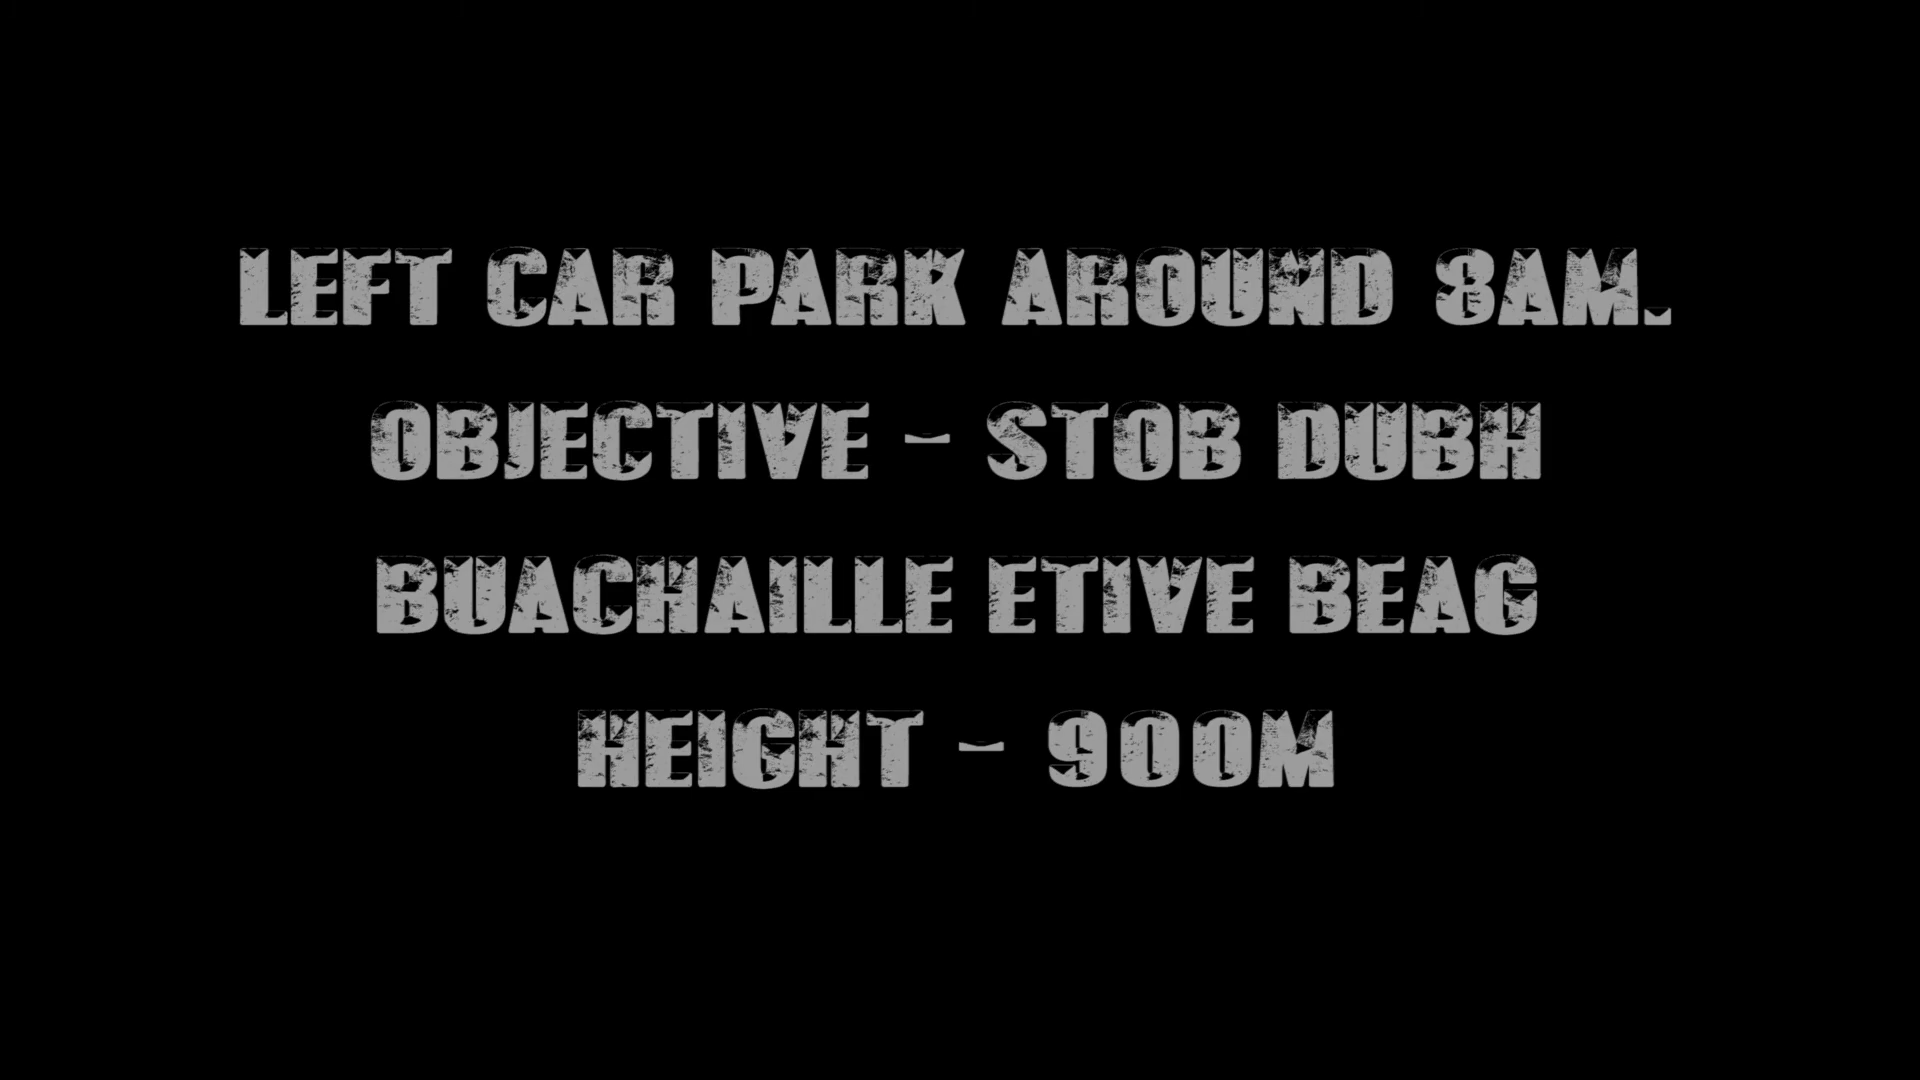 LEFT CAR PARK AROUND 8AM.
OBJECTIVE - STOB DUBH
BUACHAILLE ETIVE BEAG
HEIGHT - 900M